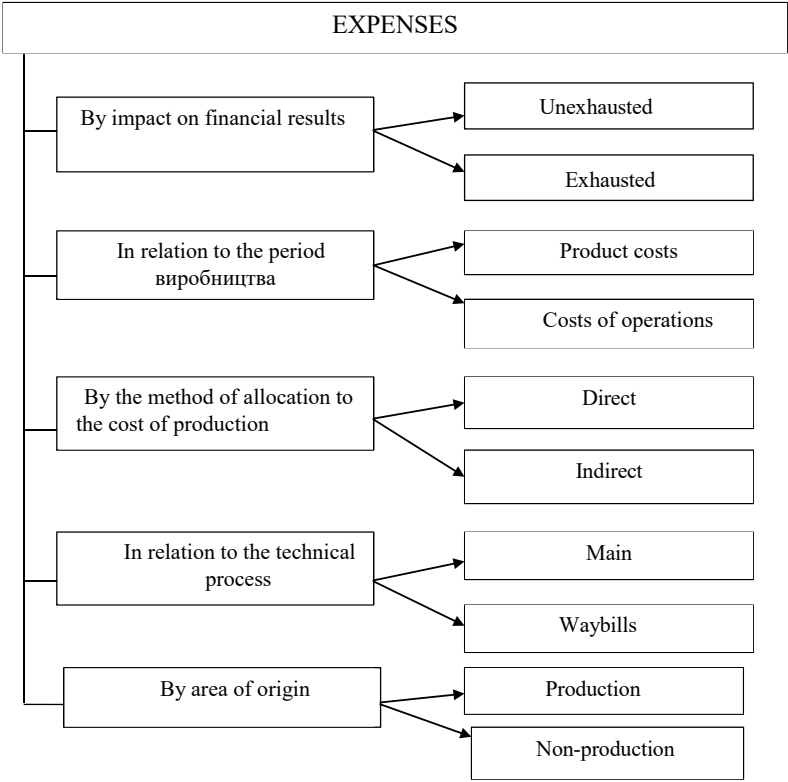 EXPENSES
By impact on financial results
Unexhausted
Exhausted
In relation to the period
виробництва
Product costs
Costs of operations
By the method of allocation to
the cost of production
Direct
Indirect
In relation to the technical
process
Main
Waybills
By area of origin
Production
Non-production